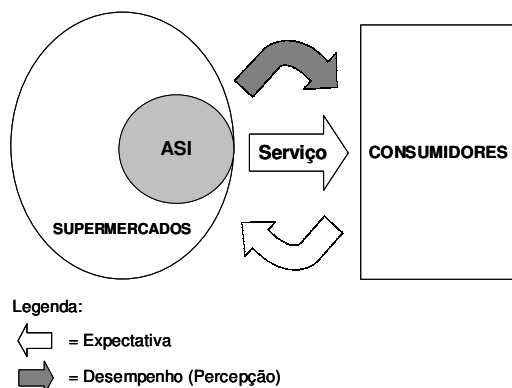 ASI
Serviço
CONSUMIDORES
SUPERMERCADOS
Legenda:
= Expectativa
= Desempenho (Percepção)